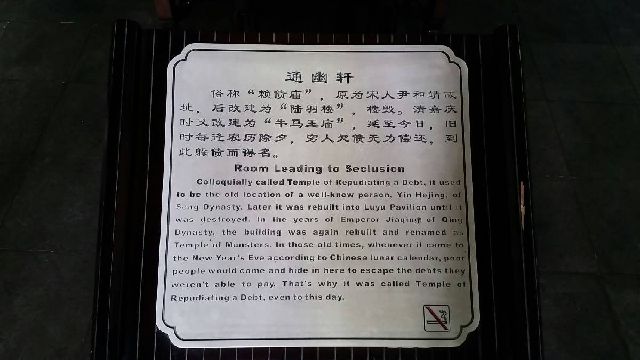 通幽轩
俗称“赖债庙”，原为宋人尹和靖故
址，后改建为“陆羽楼”，楼毁。清嘉庆
时又改建为“牛马王庙”，延至今日，旧
时每逢农历除夕，穷人欠债无力偿还，到
此躲债而得名。
Room Leading to Seclusion
Colloquially called Temple of Repudiating a Debt, it used
to be the old location of a well-knew person, Yin Hejing, of
Song Dynasty. Later it was rebuilt into Luyu Pavilion until it
was destroyed. In the years of Emperor Jiaqing of Qing
Dynasty, the building was again rebuilt and renamed as
Temple of Monsters. In those old times, whenever it came to
the New Year's Eve according to Chinese lunar calendar, poor
people would came and hide in here to escape the debts they
weren't able to pay. That's why it was called Temple of
Repudiating a Debt, even to this day.